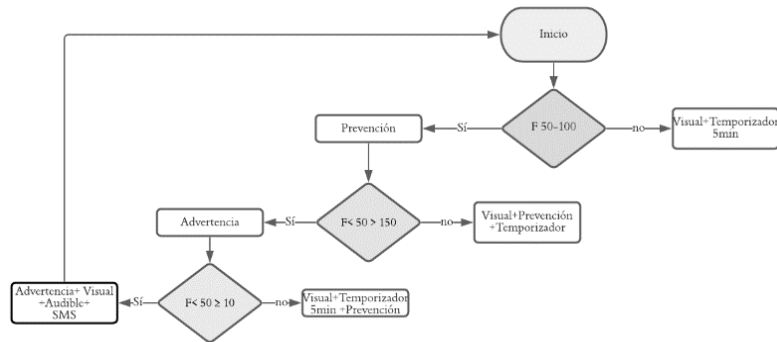 Inicio
F 50-100
Sí
no
Prevención
Visual+Temporizador
5min
F< 50 > 150
Sí
no
Advertencia
Visual+Prevención
+Temporizador
F< 50 ≥ 10
Sí
no
Advertencia+ Visual
+Audible+
SMS
Visual+Temporizador
5min +Prevención